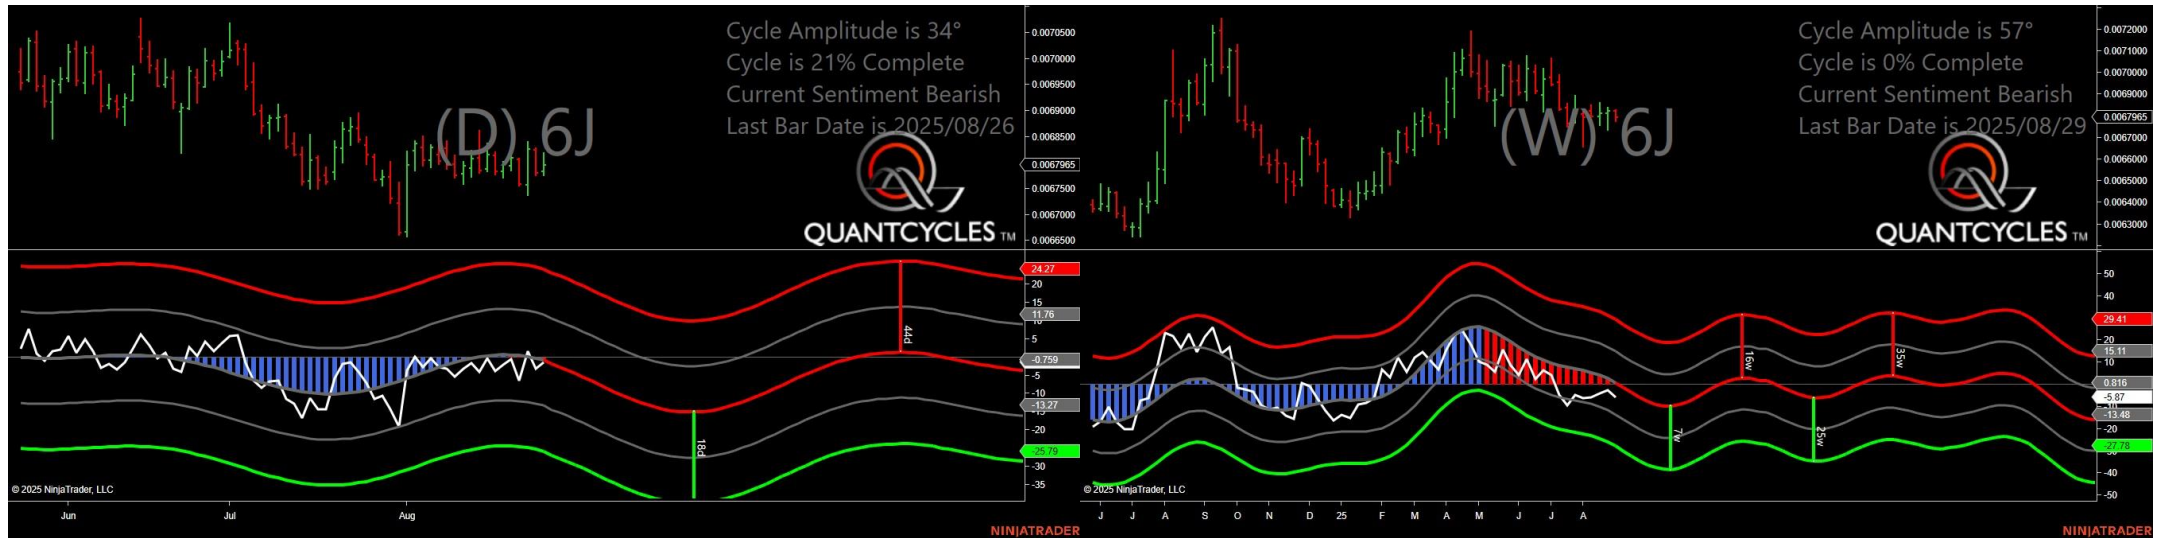 Cycle Amplitude is 34°
Cycle is 21% Complete
Current Sentiment Bearish
Last Bar Date is 2025/08/26
(D) 6J
QUANTCYCLES TM
0.0070500
0.0070000
0.0069500
0.0069000
0.0068500
0.0067965
0.0067500
0.0067000
0.0066500
24.27
20
15
11.76
5
-0.759
-5
-13.27
-20
-25.79
-30
-35
44d
18d
© 2025 NinjaTrader, LLC
Jun Jul Aug
NINJATRADER
Cycle Amplitude is 57°
Cycle is 0% Complete
Current Sentiment Bearish
Last Bar Date is 2025/08/29
(W) 6J
QUANTCYCLES TM
0.0072000
0.0071000
0.0070000
0.0069000
0.0067965
0.0067000
0.0066000
0.0065000
0.0064000
0.0063000
50
40
29.41
20
15.11
10
0.816
-5.87
-13.48
-20
-27.78
-40
-50
16w
35w
7w
25w
© 2025 NinjaTrader, LLC
J J A S O N D 25 F M A M J J A
NINJATRADER